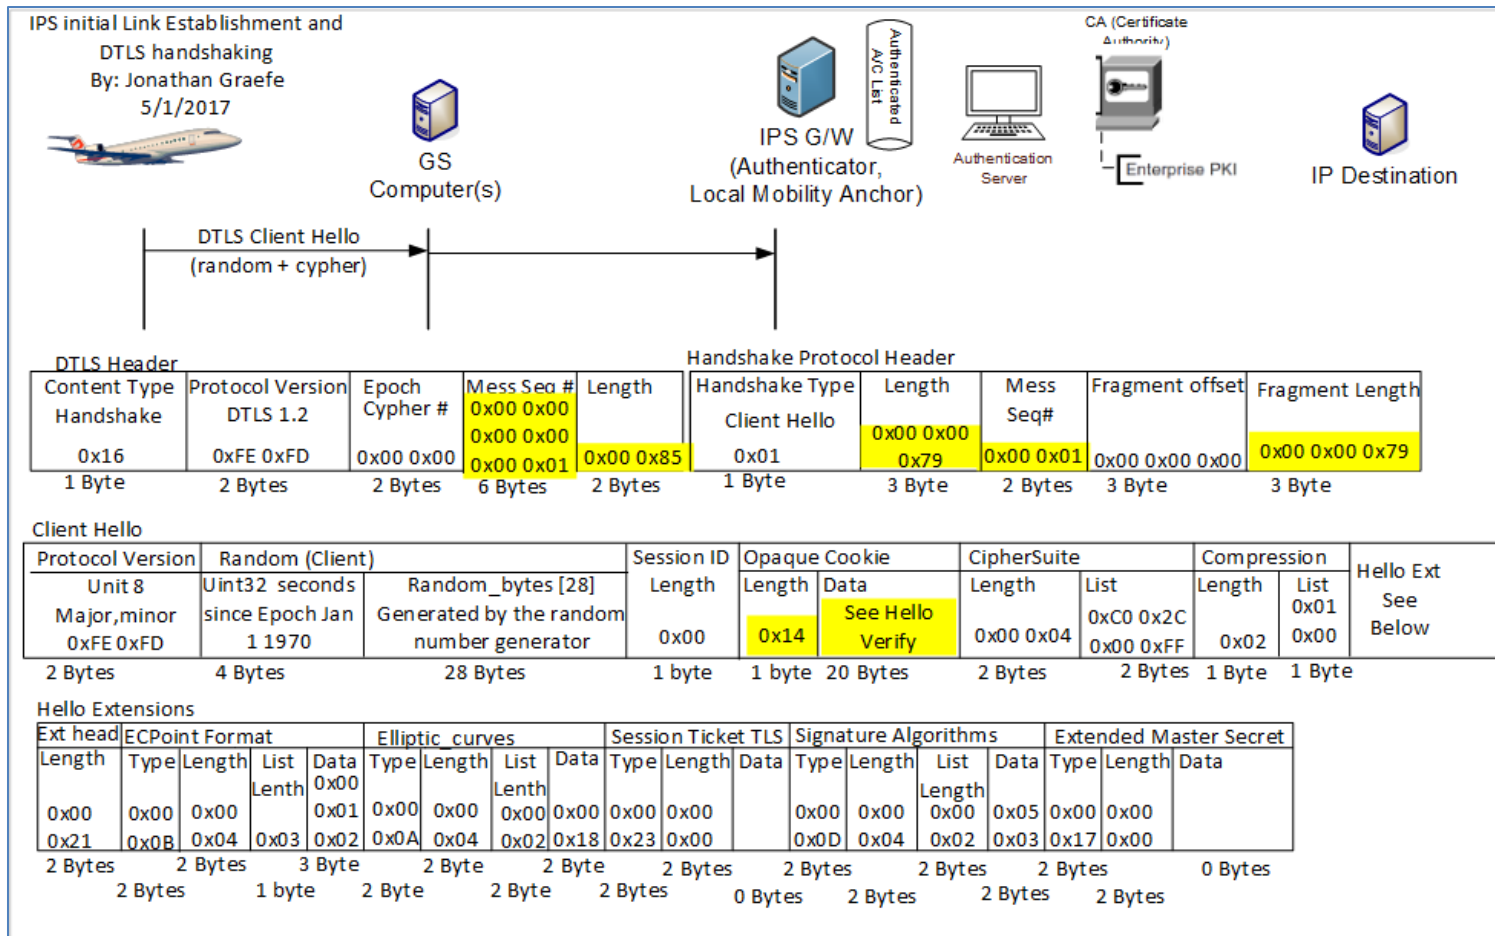 IPS initial Link Establishment and
DTLS handshaking
By: Jonathan Graefe
5/1/2017
GS
Computer(s)
IPS G/W
(Authenticator,
Local Mobility Anchor)
Authenticated
A/C List
Authentication
Server
CA (Certificate
Authority)
Enterprise PKI
IP Destination
DTLS Client Hello
(random + cypher)
DTLS Header
Content Type
Handshake
0x16
1 Byte
Protocol Version
DTLS 1.2
0xFE 0xFD
2 Bytes
Epoch
Cypher #
0x00 0x00
2 Bytes
Mess Seq #
0x00 0x00
0x00 0x00
0x00 0x01
6 Bytes
Length
0x00 0x85
2 Bytes
Handshake Protocol Header
Handshake Type
Client Hello
0x01
1 Byte
Length
0x00 0x00
0x79
3 Byte
Mess
Seq#
0x00 0x01
2 Bytes
Fragment offset
0x00 0x00 0x00
3 Byte
Fragment Length
0x00 0x00 0x79
3 Byte
Client Hello
Protocol Version
Unit 8
Major,minor
0xFE 0xFD
2 Bytes
Random (Client)
Uint32 seconds
since Epoch Jan
1 1970
4 Bytes
Random_bytes [28]
Generated by the random
number generator
28 Bytes
Session ID
Length
0x00
1 byte
Opaque Cookie
Length
0x14
1 byte
Data
See Hello
Verify
20 Bytes
CipherSuite
Length
0x00 0x04
2 Bytes
List
0xC0 0x2C
0x00 0xFF
2 Bytes
Compression
Length
0x02
1 Byte
List
0x01
0x00
1 Byte
Hello Ext
See
Below
Hello Extensions
Ext head
Length
0x00
0x21
2 Bytes
ECPoint Format
Type
0x00
0x0B
2 Bytes
Length
0x00
0x04
2 Bytes
List
Lenth
0x03
1 byte
Data
0x00
0x01
0x02
3 Byte
Elliptic_curves
Type
0x00
0x0A
2 Byte
Length
0x00
0x04
2 Byte
List
Lenth
0x00
0x02
2 Byte
Data
0x00
0x18
2 Byte
Session Ticket TLS
Type
0x00
0x23
2 Bytes
Length
0x00
0x00
2 Bytes
Data
0 Bytes
Signature Algorithms
Type
0x00
0x0D
2 Bytes
Length
0x00
0x04
2 Bytes
List
Length
0x00
0x02
2 Bytes
Data
0x05
0x03
2 Bytes
Extended Master Secret
Type
0x00
0x17
2 Bytes
Length
0x00
0x00
2 Bytes
Data
0 Bytes